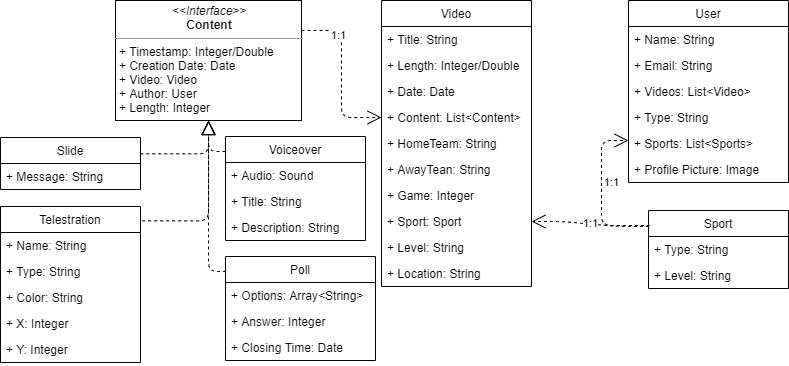 <<Interface>>
Content
+ Timestamp: Integer/Double
+ Creation Date: Date
+ Video: Video
+ Author: User
+ Length: Integer
1:1
Video
+ Title: String
+ Length: Integer/Double
+ Date: Date
+ Content: List<Content>
+ HomeTeam: String
+ AwayTean: String
+ Game: Integer
+ Sport: Sport
+ Level: String
+ Location: String
User
+ Name: String
+ Email: String
+ Videos: List<Video>
+ Type: String
+ Sports: List<Sports>
+ Profile Picture: Image
1:1
1:1
Slide
+ Message: String
Voiceover
+ Audio: Sound
+ Title: String
+ Description: String
Telestration
+ Name: String
+ Type: String
+ Color: String
+ X: Integer
+ Y: Integer
Poll
+ Options: Array<String>
+ Answer: Integer
+ Closing Time: Date
Sport
+ Type: String
+ Level: String